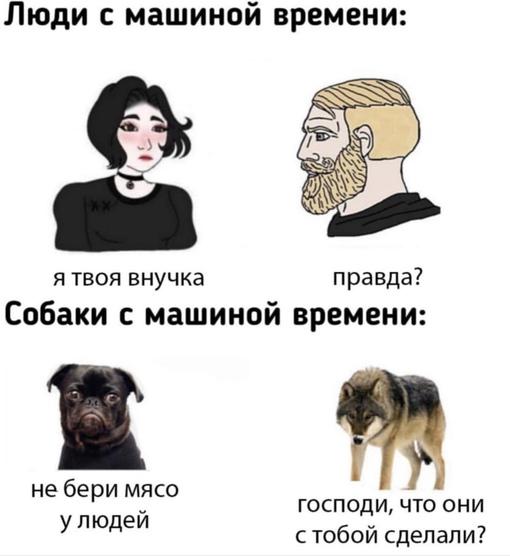 Люди с машиной времени:
я твоя внучка
правда?
Собаки с машиной времени:
не бери мясо
у людей
господи, что они
с тобой сделали?